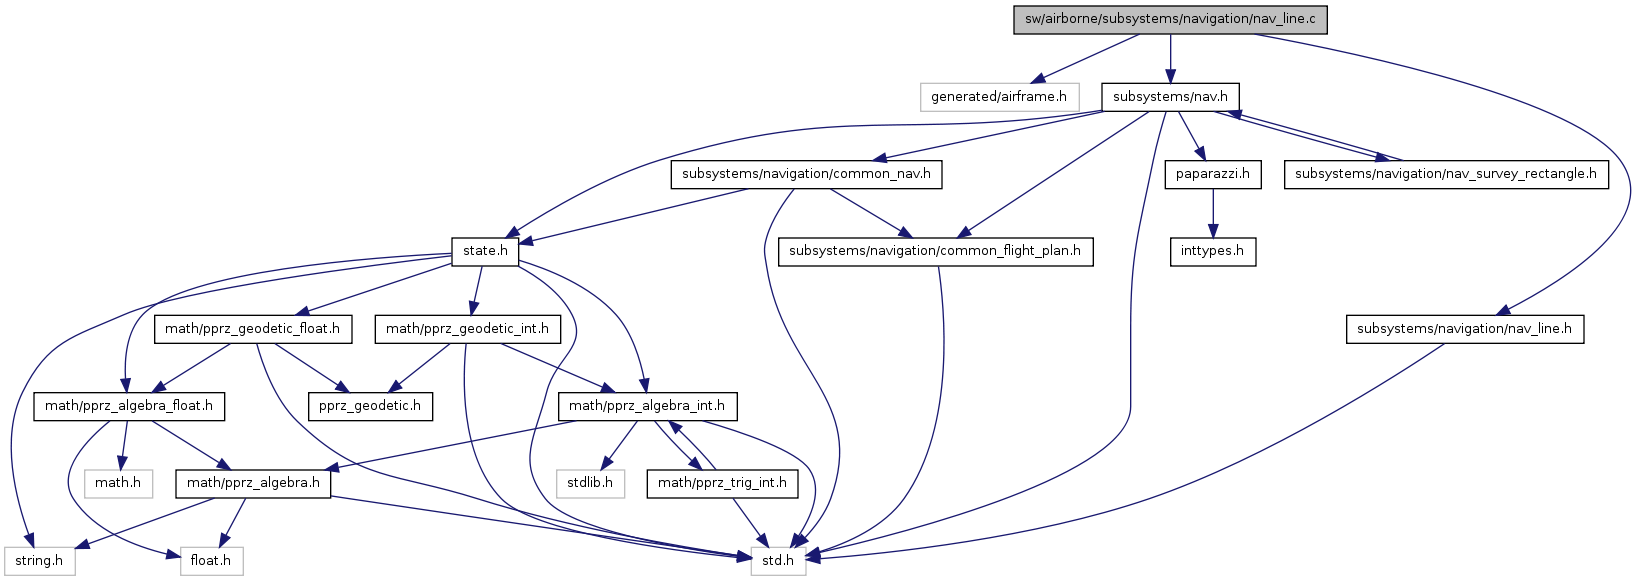 sw/airborne/subsystems/navigation/nav_line.c
generated/airframe.h
subsystems/nav.h
subsystems/navigation/common_nav.h
paparazzi.h
subsystems/navigation/nav_survey_rectangle.h
state.h
subsystems/navigation/common_flight_plan.h
inttypes.h
math/pprz_geodetic_float.h
math/pprz_geodetic_int.h
subsystems/navigation/nav_line.h
math/pprz_algebra_float.h
pprz_geodetic.h
math/pprz_algebra_int.h
math.h
math/pprz_algebra.h
stdlib.h
math/pprz_trig_int.h
string.h
float.h
std.h